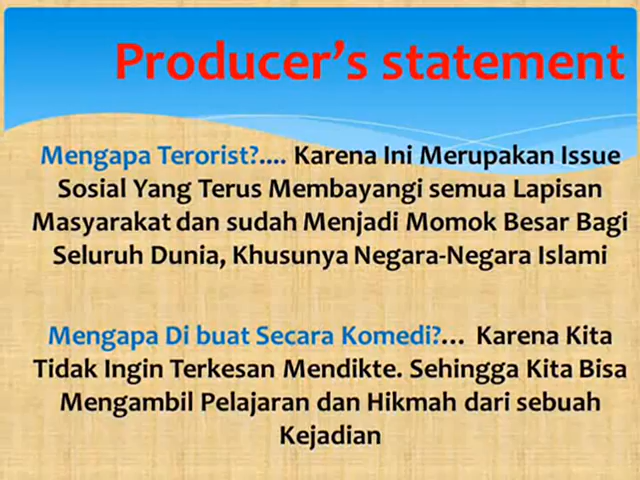 Producer's statement
Mengapa Terorist?.... Karena Ini Merupakan Issue
Sosial Yang Terus Membayangi semua Lapisan
Masyarakat dan sudah Menjadi Momok Besar Bagi
Seluruh Dunia, Khusunya Negara-Negara Islami
Mengapa Di buat Secara Komedi?... Karena Kita
Tidak Ingin Terkesan Mendikte. Sehingga Kita Bisa
Mengambil Pelajaran dan Hikmah dari sebuah
Kejadian